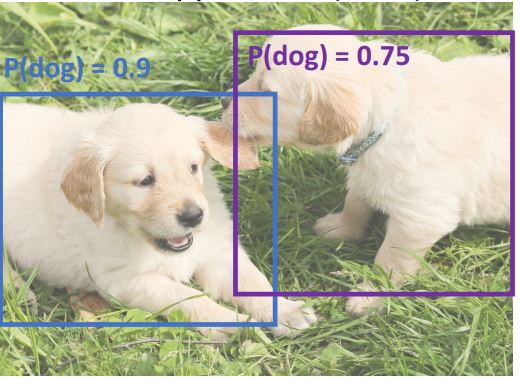 P(dog) = 0.9
P(dog) = 0.75